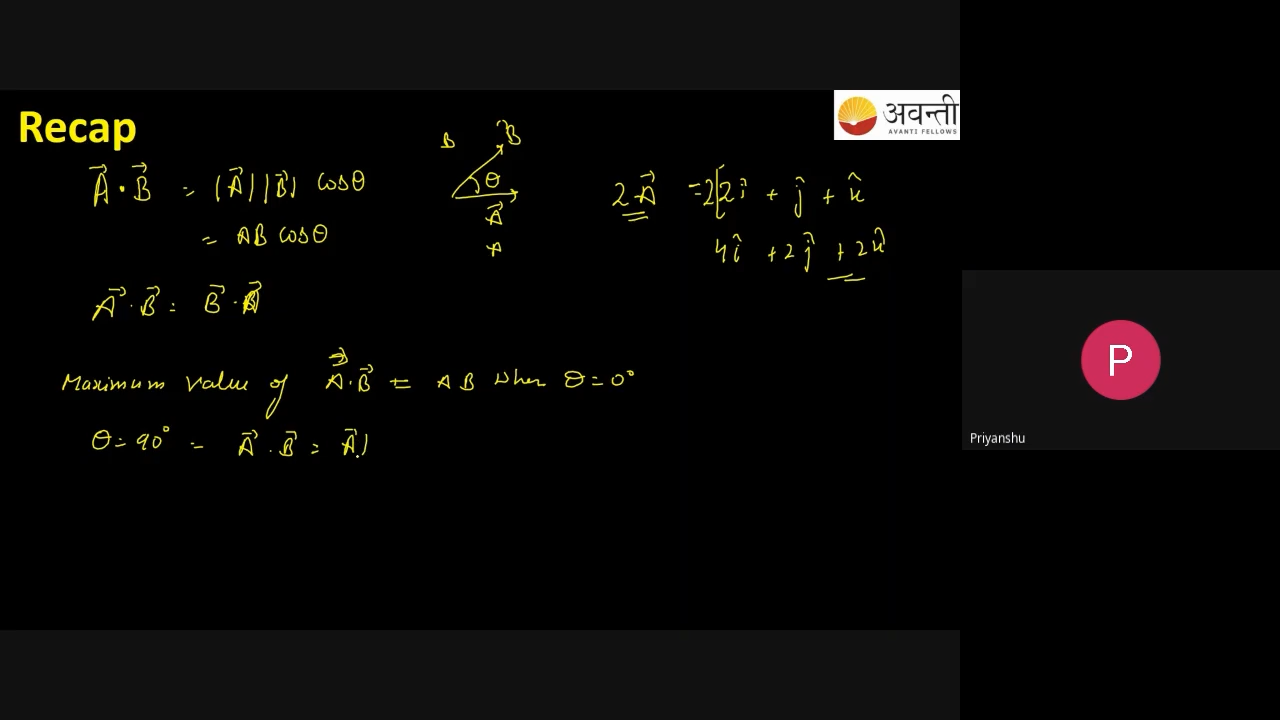 Recap
अवन्ती
AVANTI FELLOWS
A⃗ · B⃗ = |A⃗| |B⃗| cosθ
= AB cosθ
B
B⃗
θ
A⃗
A
2A⃗ = 2[2î + ĵ + k̂
4î + 2ĵ + 2k̂
A⃗ · B⃗ = B⃗ · A⃗
Maximum value of A⃗ · B⃗ = AB when θ = 0°
θ = 90° = A⃗ · B⃗ = A⃗
P
Priyanshu